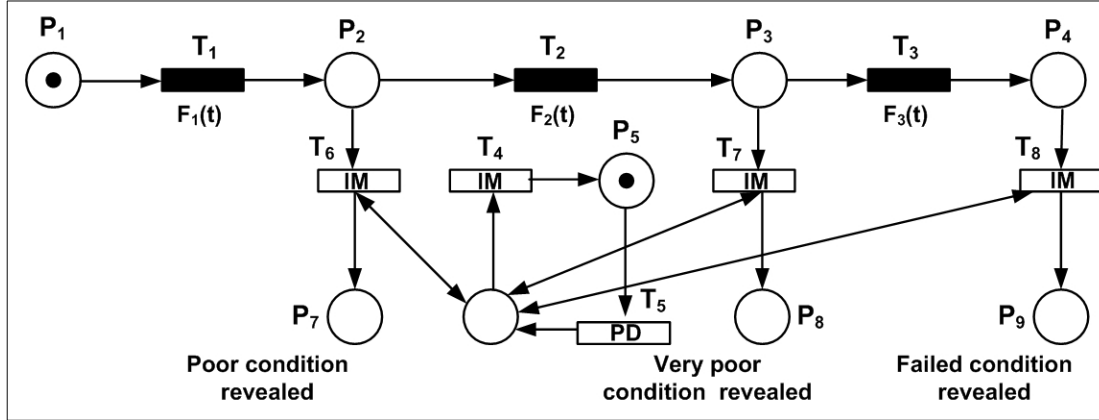 P1
P2
P3
P4
T1
T2
T3
F1(t)
F2(t)
F3(t)
T6
T4
P5
T7
T8
IM
IM
IM
IM
T5
P7
PD
P8
P9
Poor condition
revealed
Very poor
condition revealed
Failed condition
revealed